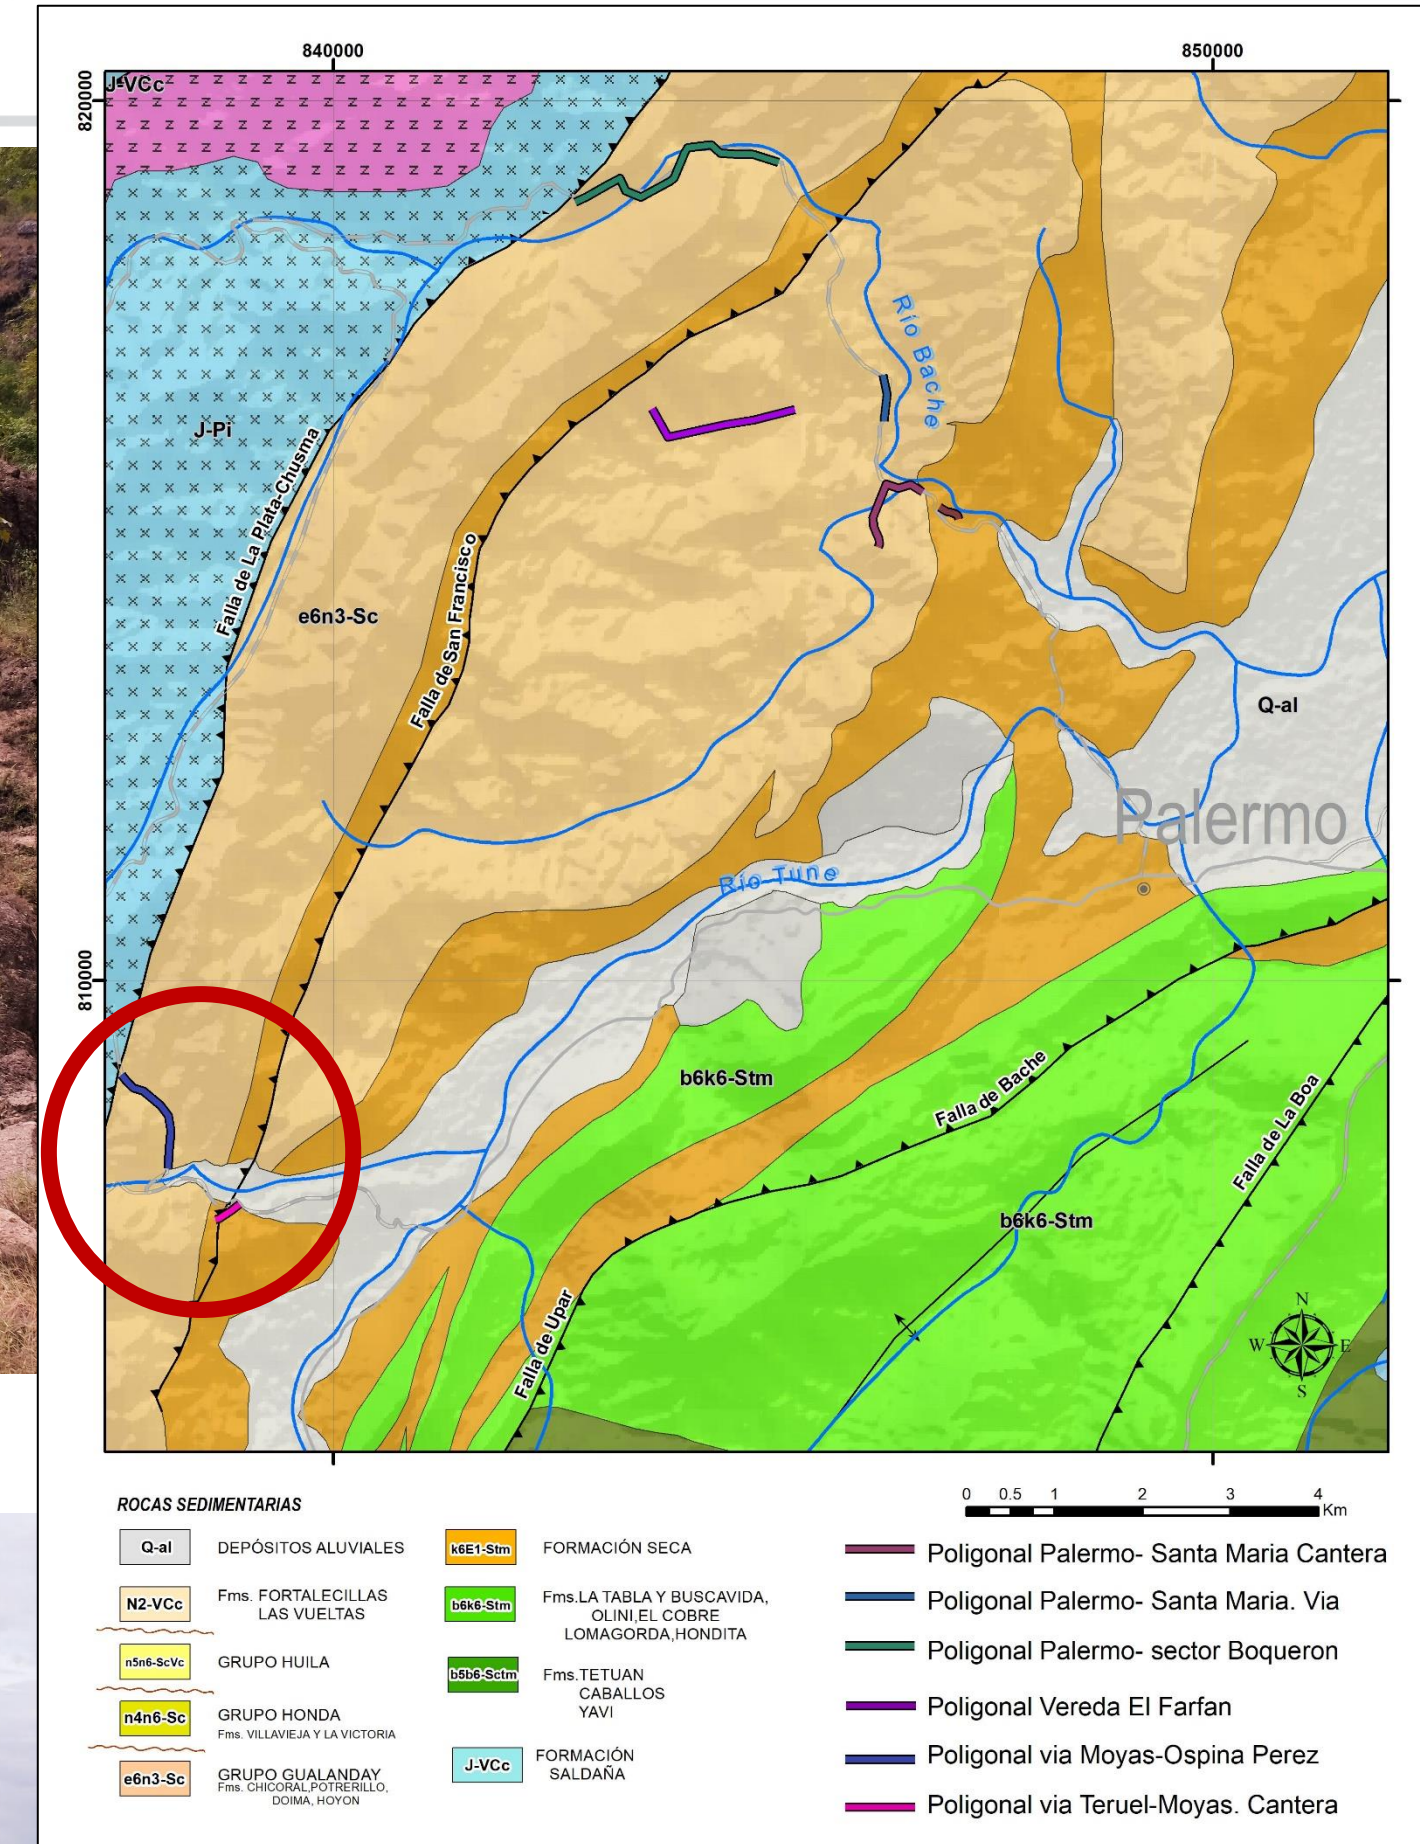 840000
850000
820000
J-VCc
Río Bache
J-Pi
Falla de La Plata-Chusma
Falla de San Francisco
e6n3-Sc
Q-al
Palermo
Río Tune
810000
b6k6-Stm
Falla de Bache
Falla de La Boa
b6k6-Stm
Falla de Upar
N
W
E
S
ROCAS SEDIMENTARIAS
Q-al
DEPÓSITOS ALUVIALES
N2-VCc
Fms. FORTALECILLAS
LAS VUELTAS
n5n6-ScVc
GRUPO HUILA
n4n6-Sc
GRUPO HONDA
Fms. VILLAVIEJA Y LA VICTORIA
e6n3-Sc
GRUPO GUALANDAY
Fms. CHICORAL,POTRERILLO,
DOIMA, HOYON
k6E1-Stm
FORMACIÓN SECA
b6k6-Stm
Fms.LA TABLA Y BUSCAVIDA,
OLINI,EL COBRE
LOMAGORDA,HONDITA
b5b6-Sctm
Fms.TETUAN
CABALLOS
YAVI
J-VCc
FORMACIÓN
SALDAÑA
0 0.5 1 2 3 4
Km
Poligonal Palermo- Santa Maria Cantera
Poligonal Palermo- Santa Maria. Via
Poligonal Palermo- sector Boqueron
Poligonal Vereda El Farfan
Poligonal via Moyas-Ospina Perez
Poligonal via Teruel-Moyas. Cantera